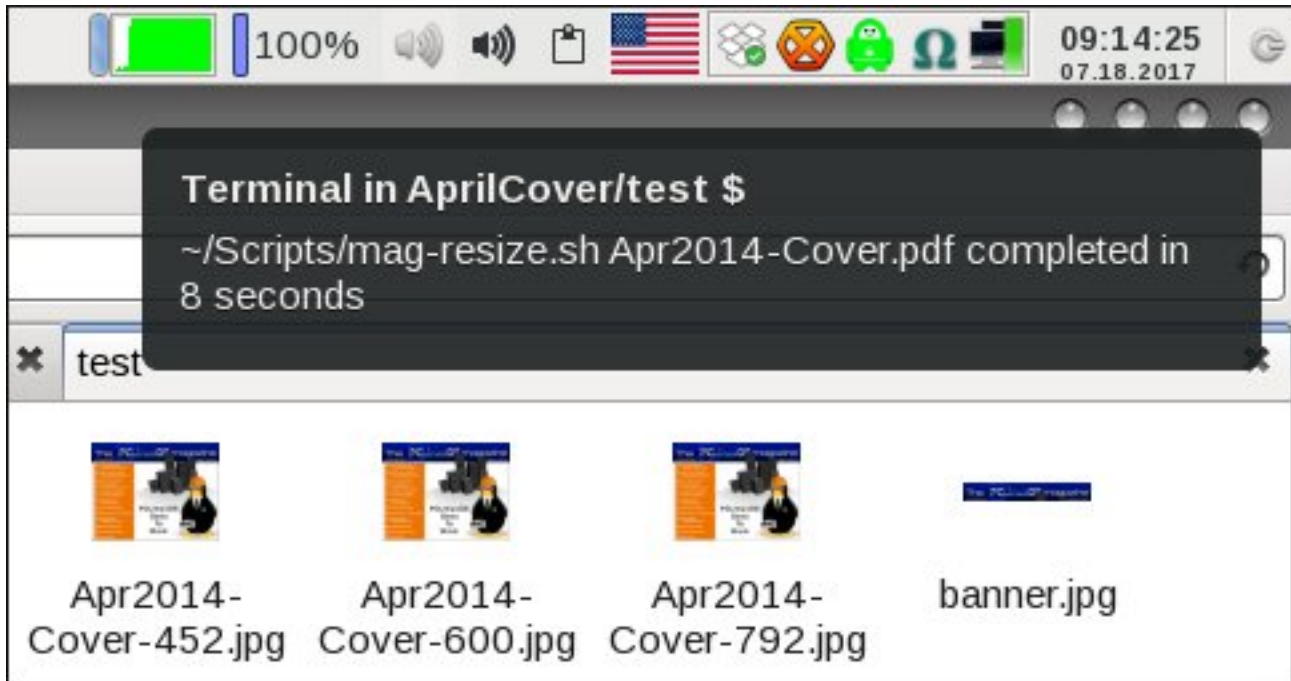 100%
09:14:25
07.18.2017
Terminal in AprilCover/test $
~/Scripts/mag-resize.sh Apr2014-Cover.pdf completed in
8 seconds
test
Apr2014-
Cover-452.jpg
Apr2014-
Cover-600.jpg
Apr2014-
Cover-792.jpg
banner.jpg